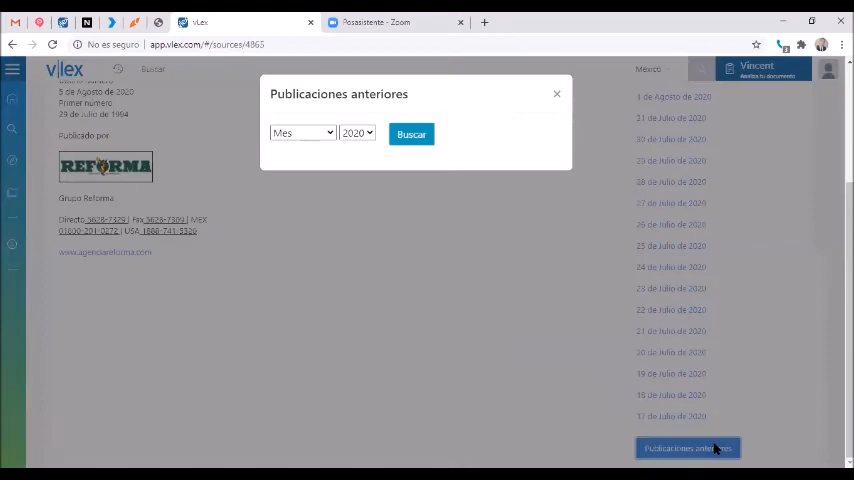 vLex
Posasistente - Zoom
No es seguro | app.vlex.com/#/sources/4865
vlex
Buscar
México
Vincent
Analiza tu documento
Publicaciones anteriores
Mes
2020
Buscar
5 de Agosto de 2020
Primer número
29 de Julio de 1994
Publicado por
REFORMA
Grupo Reforma
Directo 5628-7329 | Fax 5628-7309 | MEX
01800-201-0272 | USA 1888-741-5326
www.agenciareforma.com
1 de Agosto de 2020
31 de Julio de 2020
30 de Julio de 2020
29 de Julio de 2020
28 de Julio de 2020
27 de Julio de 2020
26 de Julio de 2020
25 de Julio de 2020
24 de Julio de 2020
23 de Julio de 2020
22 de Julio de 2020
21 de Julio de 2020
20 de Julio de 2020
19 de Julio de 2020
18 de Julio de 2020
17 de Julio de 2020
Publicaciones anteriores